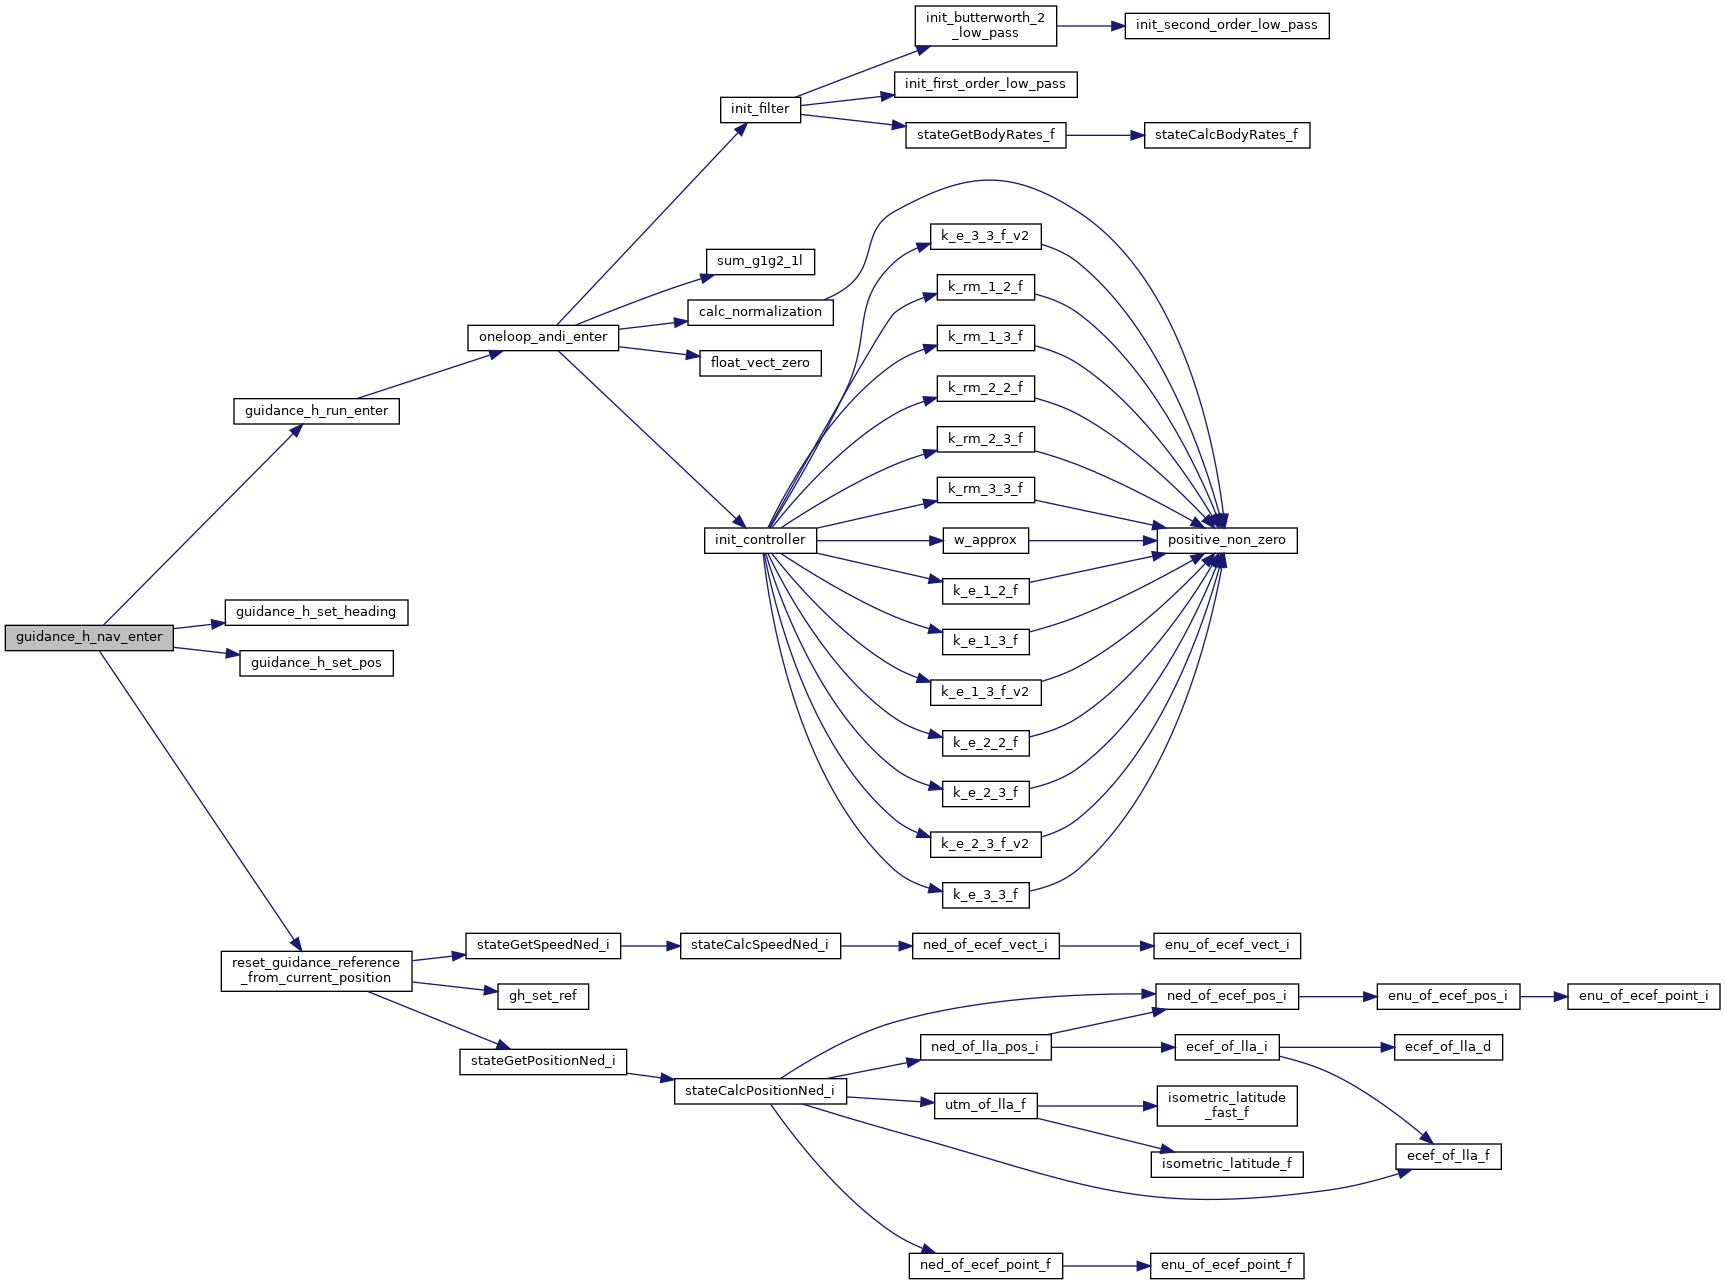 init_butterworth_2
_low_pass
init_second_order_low_pass
init_first_order_low_pass
init_filter
stateGetBodyRates_f
stateCalcBodyRates_f
k_e_3_3_f_v2
sum_g1g2_1l
k_rm_1_2_f
calc_normalization
oneloop_andi_enter
k_rm_1_3_f
float_vect_zero
k_rm_2_2_f
guidance_h_run_enter
k_rm_2_3_f
k_rm_3_3_f
init_controller
w_approx
positive_non_zero
k_e_1_2_f
guidance_h_set_heading
guidance_h_nav_enter
k_e_1_3_f
guidance_h_set_pos
k_e_1_3_f_v2
k_e_2_2_f
k_e_2_3_f
k_e_2_3_f_v2
k_e_3_3_f
stateGetSpeedNed_i
stateCalcSpeedNed_i
ned_of_ecef_vect_i
enu_of_ecef_vect_i
reset_guidance_reference
_from_current_position
gh_set_ref
ned_of_ecef_pos_i
enu_of_ecef_pos_i
enu_of_ecef_point_i
ned_of_lla_pos_i
ecef_of_lla_i
ecef_of_lla_d
stateGetPositionNed_i
stateCalcPositionNed_i
utm_of_lla_f
isometric_latitude
_fast_f
ecef_of_lla_f
isometric_latitude_f
ned_of_ecef_point_f
enu_of_ecef_point_f